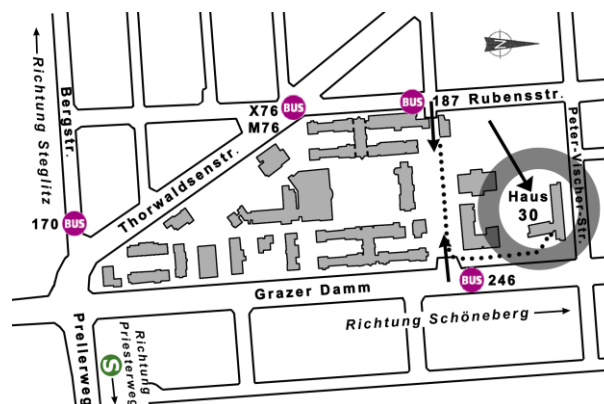 N
Richtung Steglitz
Bergstr.
X76
M76
BUS
BUS
187 Rubensstr.
Peter-Vischer-Str.
Thorwaldsenstr.
170 BUS
Haus
30
Grazer Damm
BUS 246
Richtung Schöneberg
Prellerweg
S
Richtung
Priesterweg